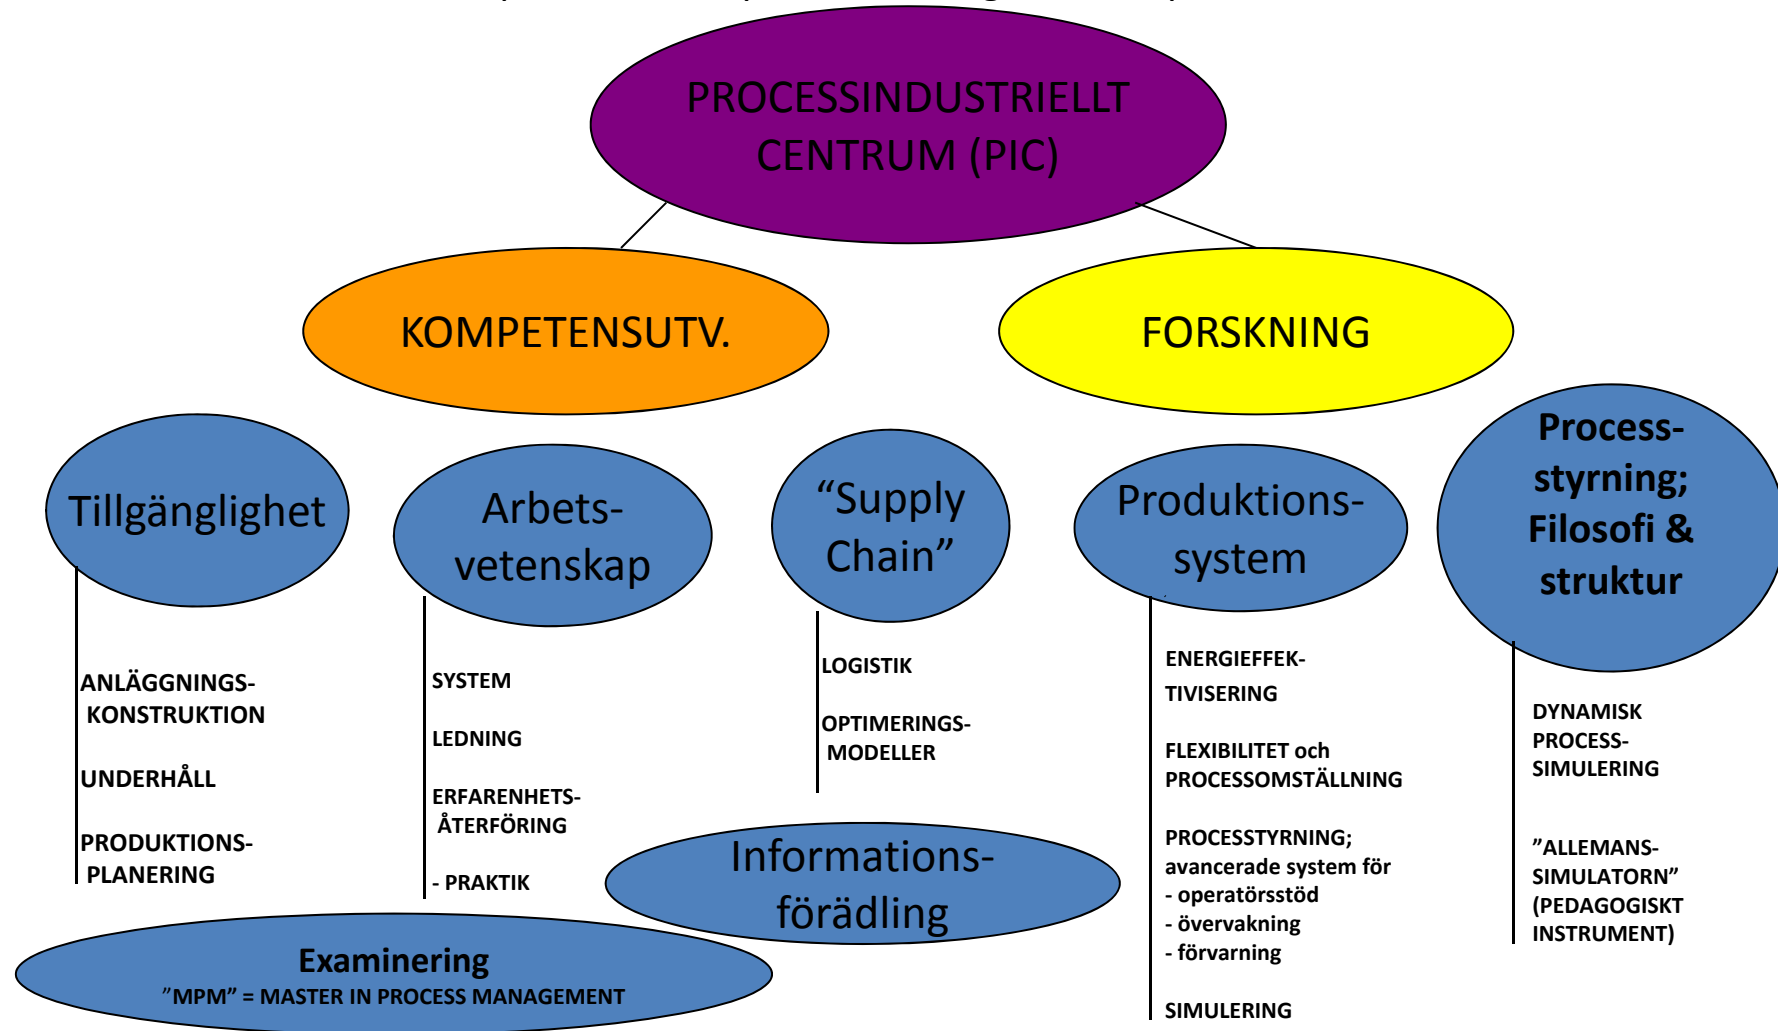 PROCESSINDUSTRIELLT
CENTRUM (PIC)
KOMPETENSUTV.
FORSKNING
Tillgänglighet
ANLÄGGNINGS-
KONSTRUKTION
UNDERHÅLL
PRODUKTIONS-
PLANERING
Arbets-
vetenskap
SYSTEM
LEDNING
ERFARENHETS-
ÅTERFÖRING
- PRAKTIK
“Supply
Chain”
LOGISTIK
OPTIMERINGS-
MODELLER
Produktions-
system
ENERGIEFFEK-
TIVISERING
FLEXIBILITET och
PROCESSOMSTÄLLNING
PROCESSTYRNING;
avancerade system för
- operatörsstöd
- övervakning
- förvarning
SIMULERING
Process-
styrning;
Filosofi &
struktur
DYNAMISK
PROCESS-
SIMULERING
”ALLEMANS-
SIMULATORN”
(PEDAGOGISKT
INSTRUMENT)
Informations-
förädling
Examinering
”MPM” = MASTER IN PROCESS MANAGEMENT